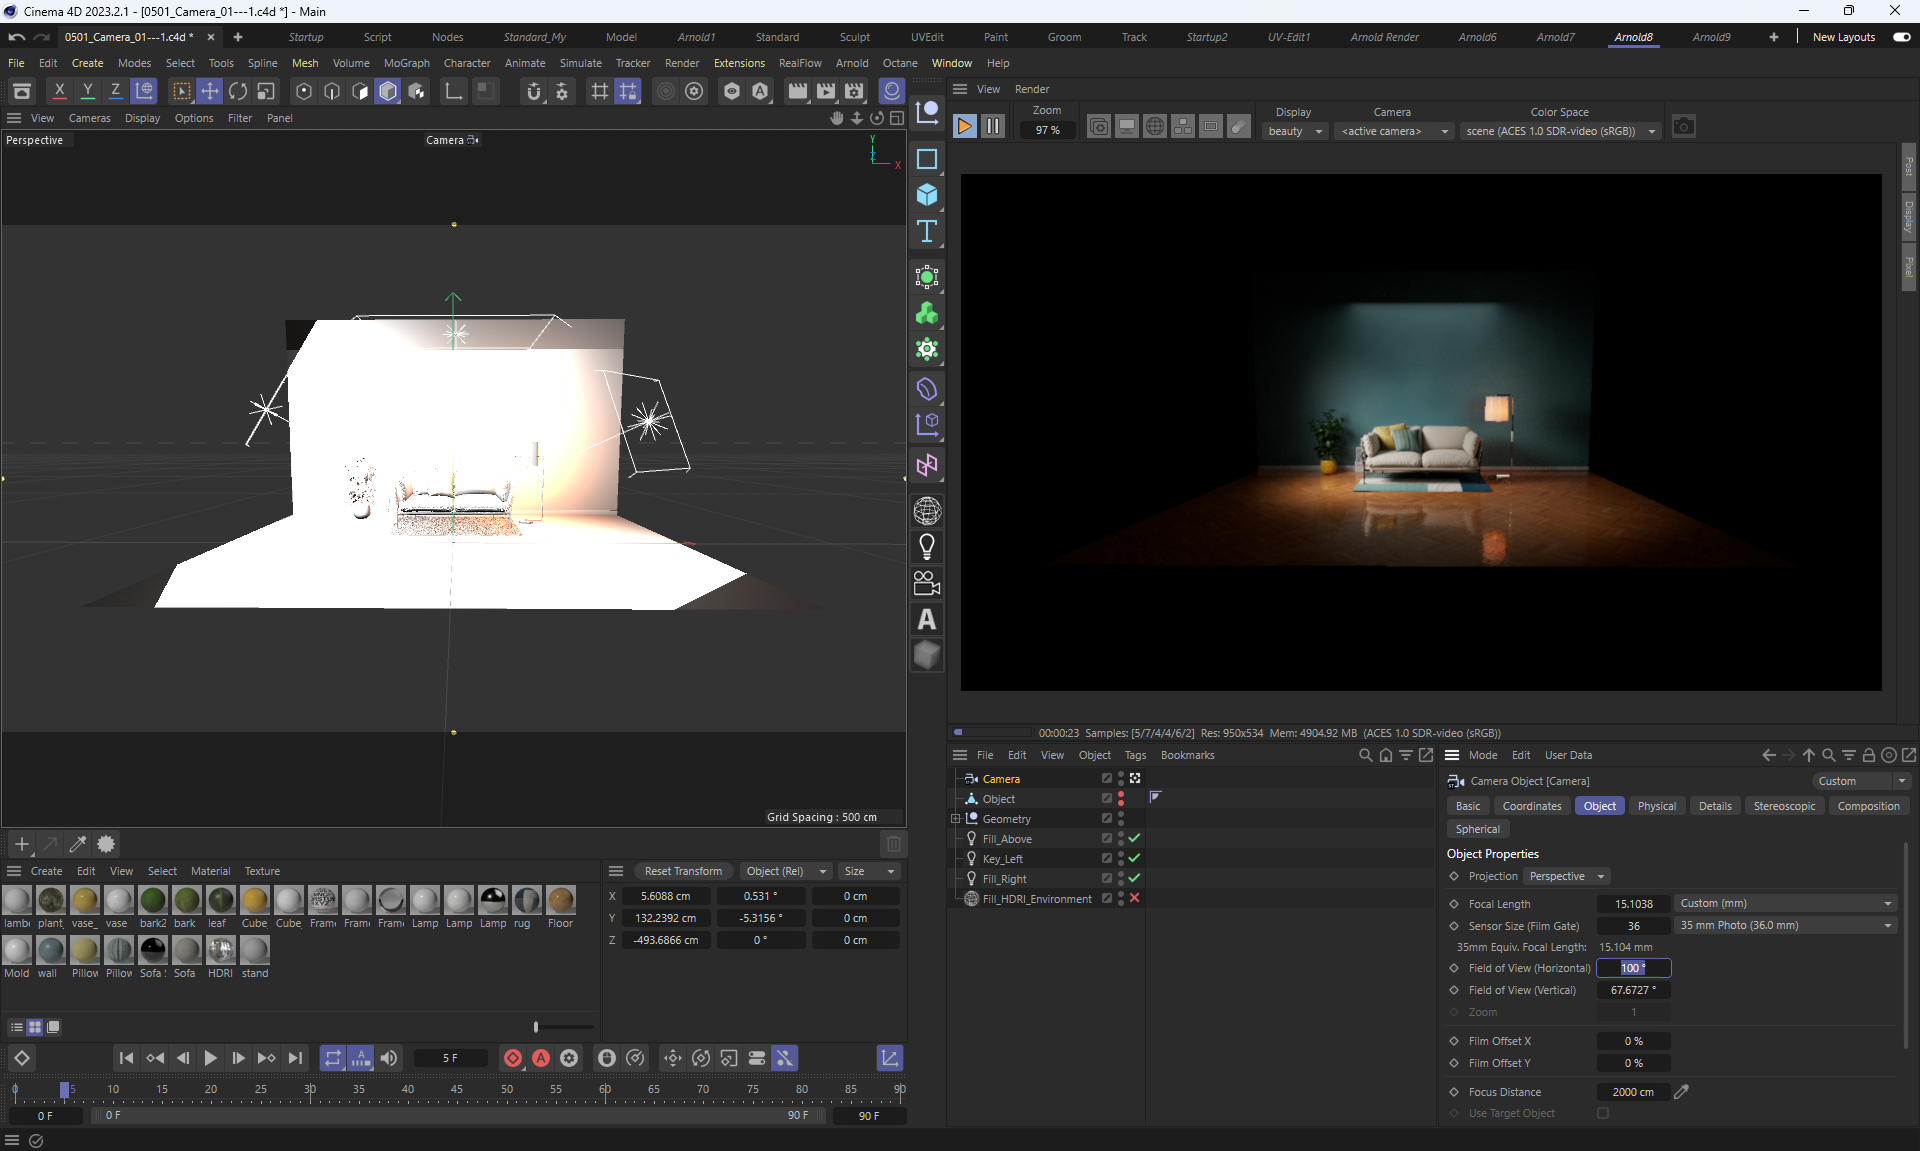 Cinema 4D 2023.2.1 - [0501_Camera_01---1.c4d *] - Main
0501_Camera_01---1.c4d *
Startup Script Nodes Standard_My Model Arnold1 Standard Sculpt UVEdit Paint Groom Track Startup2 UV-Edit1 Arnold Render Arnold6 Arnold7 Arnold8 Arnold9 New Layouts
File Edit Create Modes Select Tools Spline Mesh Volume MoGraph Character Animate Simulate Tracker Render Extensions RealFlow Arnold Octane Window Help
X Y Z
View Cameras Display Options Filter Panel
Perspective
Camera
Y
Z
X
Grid Spacing : 500 cm
View Render
Zoom Display Camera Color Space
97 % beauty <active camera> scene (ACES 1.0 SDR-video (sRGB))
Post
Display
Pixel
00:00:23 Samples: [5/7/4/4/6/2] Res: 950x534 Mem: 4904.92 MB (ACES 1.0 SDR-video (sRGB))
File Edit View Object Tags Bookmarks
Camera
Object
Geometry
Fill_Above
Key_Left
Fill_Right
Fill_HDRI_Environment
Mode Edit User Data
Camera Object [Camera] Custom
Basic Coordinates Object Physical Details Stereoscopic Composition
Spherical
Object Properties
Projection Perspective
Focal Length 15.1038 Custom (mm)
Sensor Size (Film Gate) 36 35 mm Photo (36.0 mm)
35mm Equiv. Focal Length: 15.104 mm
Field of View (Horizontal) 100 °
Field of View (Vertical) 67.6727 °
Zoom 1
Film Offset X 0 %
Film Offset Y 0 %
Focus Distance 2000 cm
Use Target Object
Create Edit View Select Material Texture
lamb plant_ vase_ vase bark2 bark leaf Cube_ Cube_ Frame Frame Frame Lamp Lamp Lamp rug Floor
Mold wall Pillow Pillow Sofa Sofa HDRI stand
Reset Transform Object (Rel) Size
X 5.6088 cm 0.531 ° 0 cm
Y 132.2392 cm -5.3156 ° 0 cm
Z -493.6866 cm 0 ° 0 cm
5 F
0 5 10 15 20 25 30 35 40 45 50 55 60 65 70 75 80 85 90
0 F 0 F 90 F 90 F